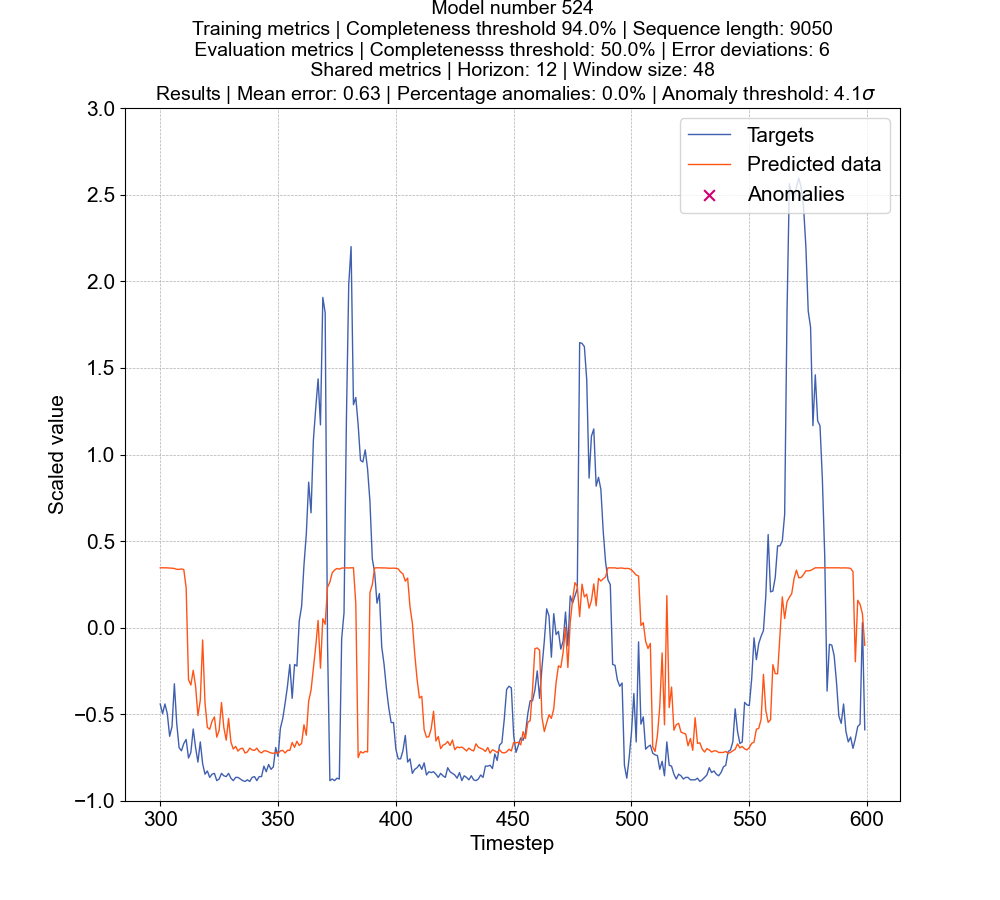 Model number 524
Training metrics | Completeness threshold 94.0% | Sequence length: 9050
Evaluation metrics | Completenesss threshold: 50.0% | Error deviations: 6
Shared metrics | Horizon: 12 | Window size: 48
Results | Mean error: 0.63 | Percentage anomalies: 0.0% | Anomaly threshold: 4.1σ
3.0
2.5
2.0
1.5
1.0
0.5
0.0
−0.5
−1.0
Scaled value
Targets
Predicted data
Anomalies
300 350 400 450 500 550 600
Timestep